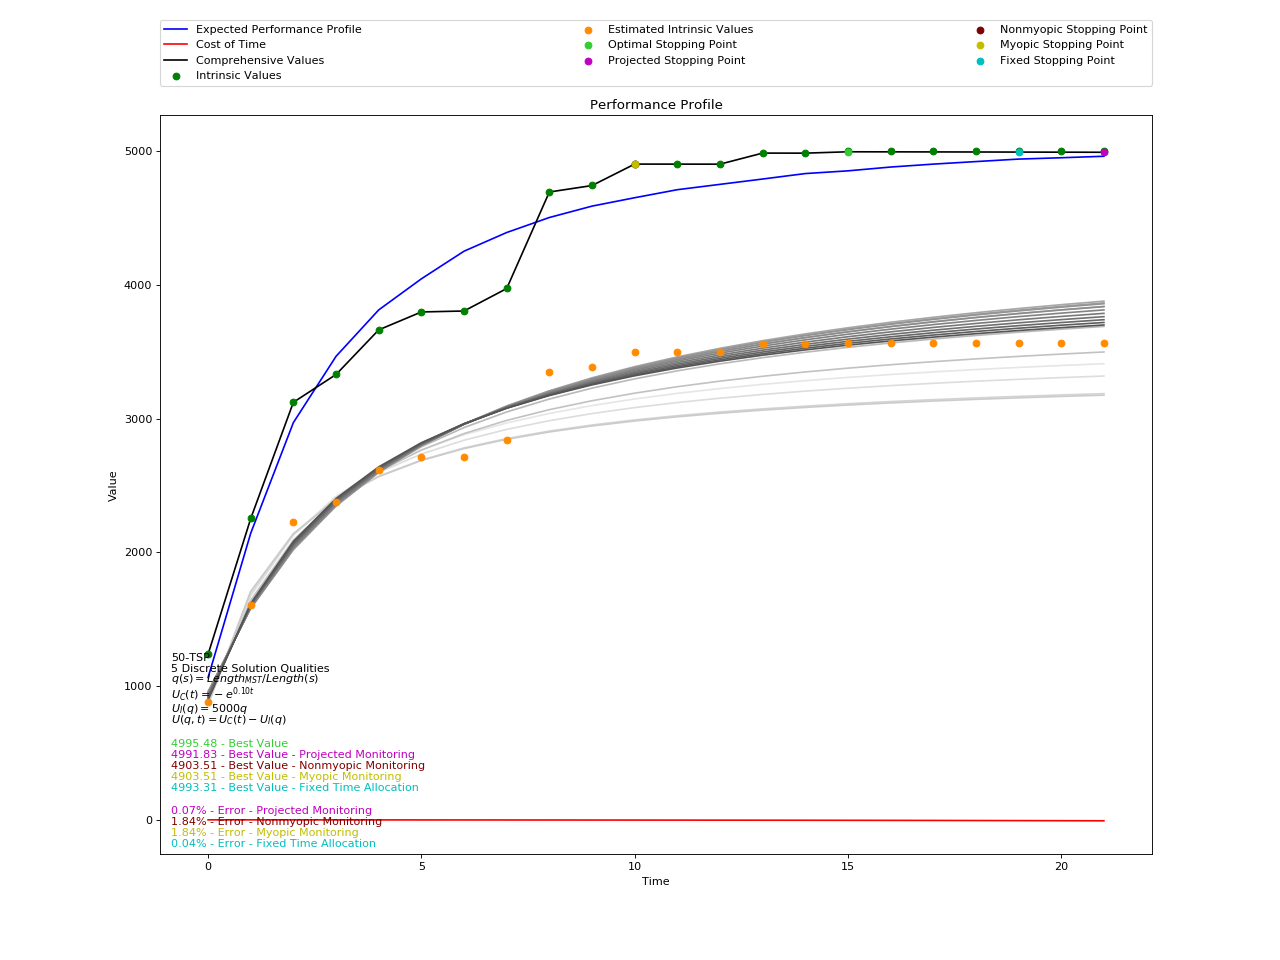 Expected Performance Profile
Cost of Time
Comprehensive Values
Intrinsic Values
Estimated Intrinsic Values
Optimal Stopping Point
Projected Stopping Point
Nonmyopic Stopping Point
Myopic Stopping Point
Fixed Stopping Point
Performance Profile
Value
5000
4000
3000
2000
1000
0
50-TSP
5 Discrete Solution Qualities
q(s) = Length_{MST}/Length(s)
U_C(t) = −e^{0.10t}
U_I(q) = 5000q
U(q, t) = U_C(t) − U_I(q)
4995.48 - Best Value
4991.83 - Best Value - Projected Monitoring
4903.51 - Best Value - Nonmyopic Monitoring
4903.51 - Best Value - Myopic Monitoring
4993.31 - Best Value - Fixed Time Allocation
0.07% - Error - Projected Monitoring
1.84% - Error - Nonmyopic Monitoring
1.84% - Error - Myopic Monitoring
0.04% - Error - Fixed Time Allocation
0 5 10 15 20
Time